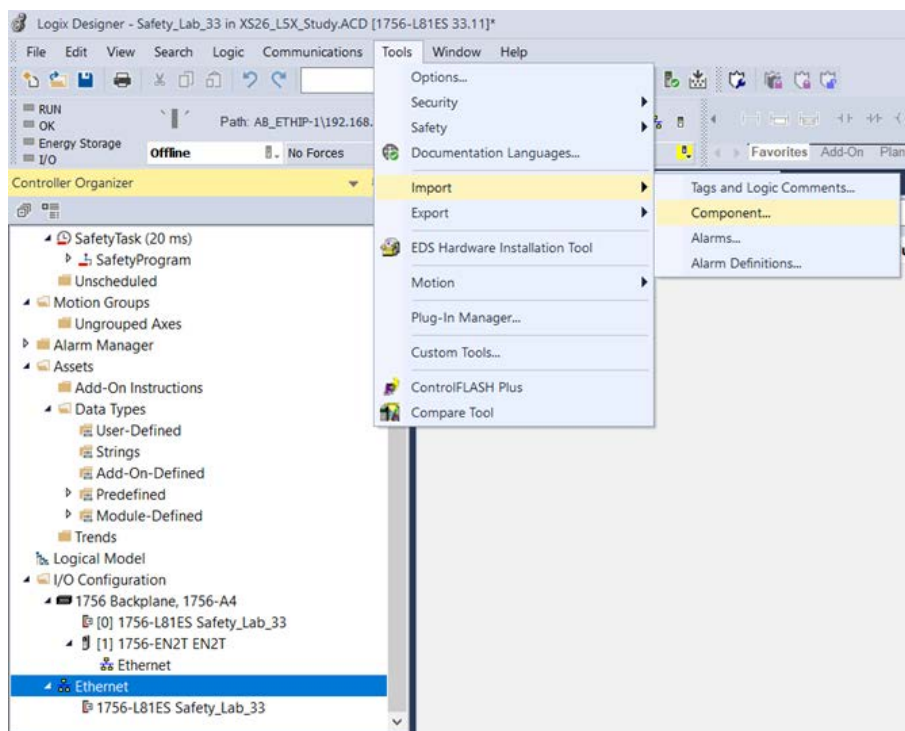 Logix Designer - Safety_Lab_33 in XS26_L5X_Study.ACD [1756-L81ES 33.11]*
File Edit View Search Logic Communications Tools Window Help
RUN
OK
Energy Storage
I/O
Path: AB_ETHIP-1\192.168.
Offline
No Forces
Favorites Add-On
Controller Organizer
SafetyTask (20 ms)
SafetyProgram
Unscheduled
Motion Groups
Ungrouped Axes
Alarm Manager
Assets
Add-On Instructions
Data Types
User-Defined
Strings
Add-On-Defined
Predefined
Module-Defined
Trends
Logical Model
I/O Configuration
1756 Backplane, 1756-A4
[0] 1756-L81ES Safety_Lab_33
[1] 1756-EN2T EN2T
Ethernet
Ethernet
1756-L81ES Safety_Lab_33
Options...
Security
Safety
Documentation Languages...
Import
Export
EDS Hardware Installation Tool
Motion
Plug-In Manager...
Custom Tools...
ControlFLASH Plus
Compare Tool
Tags and Logic Comments...
Component...
Alarms...
Alarm Definitions...